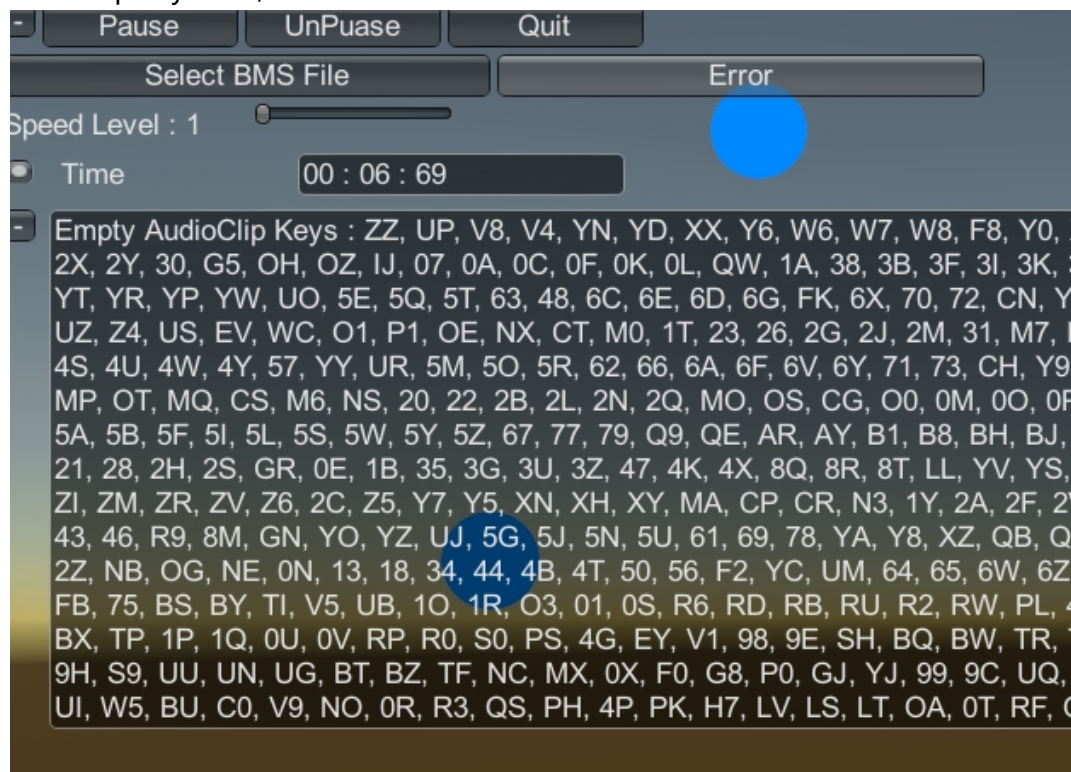 - Pause UnPuase Quit
Select BMS File Error
Speed Level : 1
Time 00 : 06 : 69
- Empty AudioClip Keys : ZZ, UP, V8, V4, YN, YD, XX, Y6, W6, W7, W8, F8, Y0,
2X, 2Y, 30, G5, OH, OZ, IJ, 07, 0A, 0C, 0F, 0K, 0L, QW, 1A, 38, 3B, 3F, 3I, 3K,
YT, YR, YP, YW, UO, 5E, 5Q, 5T, 63, 48, 6C, 6E, 6D, 6G, FK, 6X, 70, 72, CN, Y
UZ, Z4, US, EV, WC, O1, P1, OE, NX, CT, M0, 1T, 23, 26, 2G, 2J, 2M, 31, M7,
4S, 4U, 4W, 4Y, 57, YY, UR, 5M, 5O, 5R, 62, 66, 6A, 6F, 6V, 6Y, 71, 73, CH, Y9
MP, OT, MQ, CS, M6, NS, 20, 22, 2B, 2L, 2N, 2Q, MO, OS, CG, O0, 0M, 0O, 0F
5A, 5B, 5F, 5I, 5L, 5S, 5W, 5Y, 5Z, 67, 77, 79, Q9, QE, AR, AY, B1, B8, BH, BJ,
21, 28, 2H, 2S, GR, 0E, 1B, 35, 3G, 3U, 3Z, 47, 4K, 4X, 8Q, 8R, 8T, LL, YV, YS,
ZI, ZM, ZR, ZV, Z6, 2C, Z5, Y7, Y5, XN, XH, XY, MA, CP, CR, N3, 1Y, 2A, 2F, 2
43, 46, R9, 8M, GN, YO, YZ, UJ, 5G, 5J, 5N, 5U, 61, 69, 78, YA, Y8, XZ, QB, Q
2Z, NB, OG, NE, 0N, 13, 18, 34, 44, 4B, 4T, 50, 56, F2, YC, UM, 64, 65, 6W, 6Z
FB, 75, BS, BY, TI, V5, UB, 1O, 1R, O3, 01, 0S, R6, RD, RB, RU, R2, RW, PL,
BX, TP, 1P, 1Q, 0U, 0V, RP, R0, S0, PS, 4G, EY, V1, 98, 9E, SH, BQ, BW, TR,
9H, S9, UU, UN, UG, BT, BZ, TF, NC, MX, 0X, F0, G8, P0, GJ, YJ, 99, 9C, UQ,
UI, W5, BU, C0, V9, NO, 0R, R3, QS, PH, 4P, PK, H7, LV, LS, LT, OA, 0T, RF,